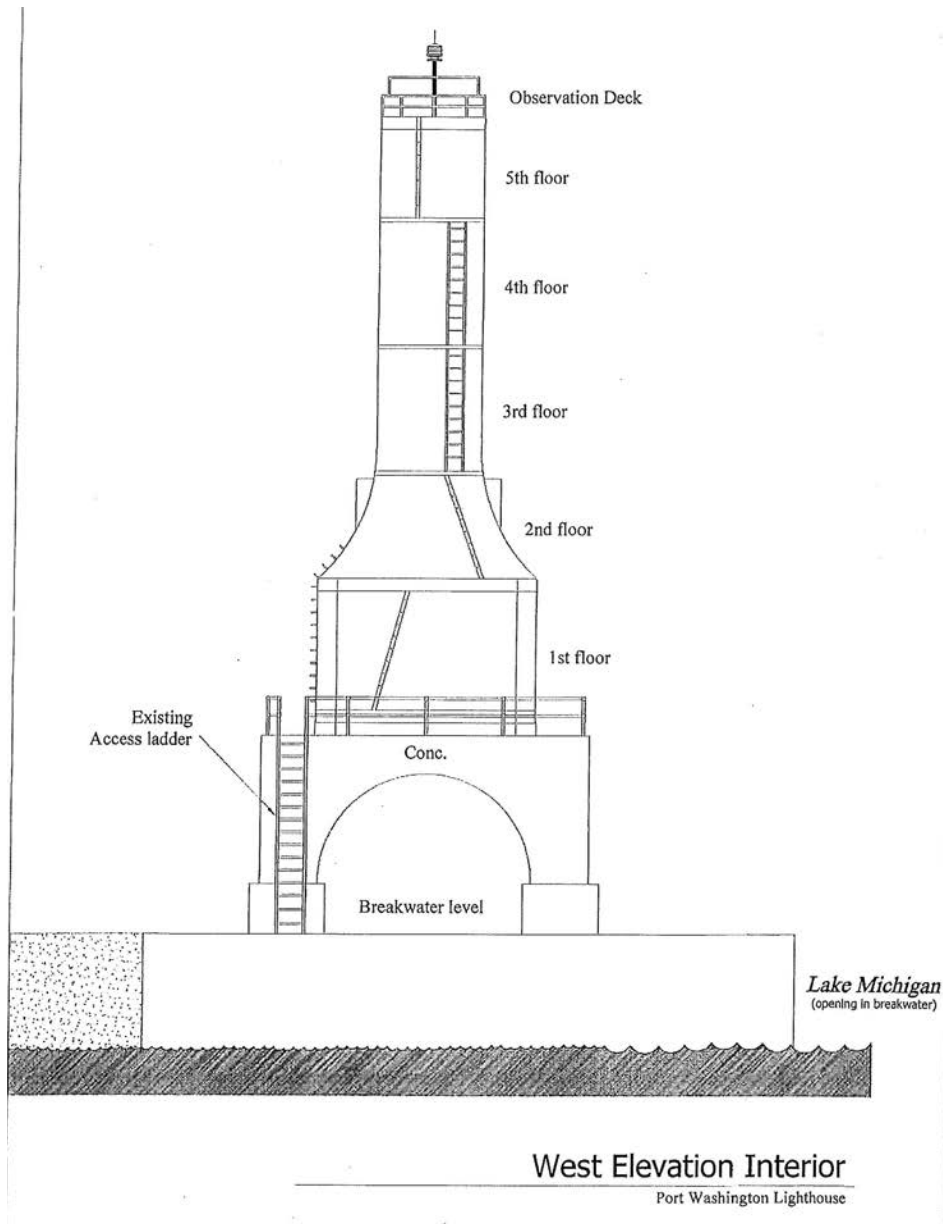 Observation Deck
5th floor
4th floor
3rd floor
2nd floor
1st floor
Existing
Access ladder
Conc.
Breakwater level
Lake Michigan
(opening in breakwater)
West Elevation Interior
Port Washington Lighthouse